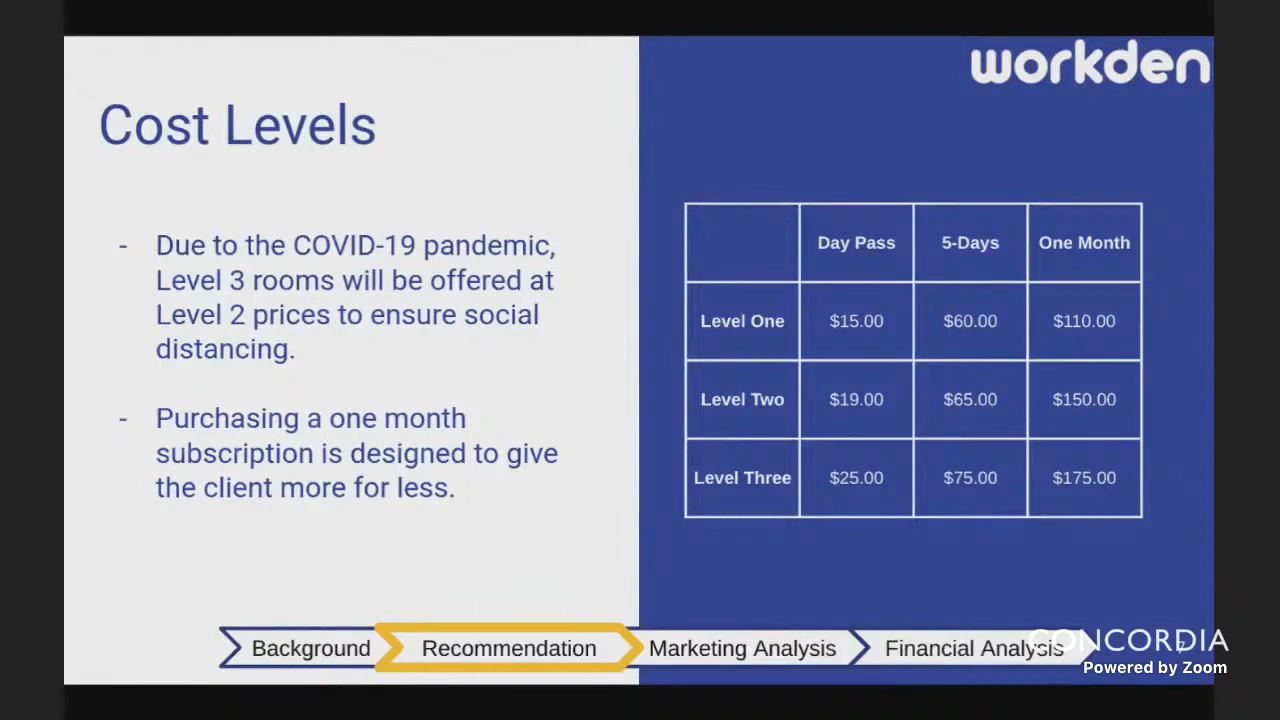 workden
Cost Levels
- Due to the COVID-19 pandemic,
Level 3 rooms will be offered at
Level 2 prices to ensure social
distancing.
- Purchasing a one month
subscription is designed to give
the client more for less.
Day Pass 5-Days One Month
Level One $15.00 $60.00 $110.00
Level Two $19.00 $65.00 $150.00
Level Three $25.00 $75.00 $175.00
Background Recommendation Marketing Analysis Financial Analysis
CONCORDIA
Powered by Zoom